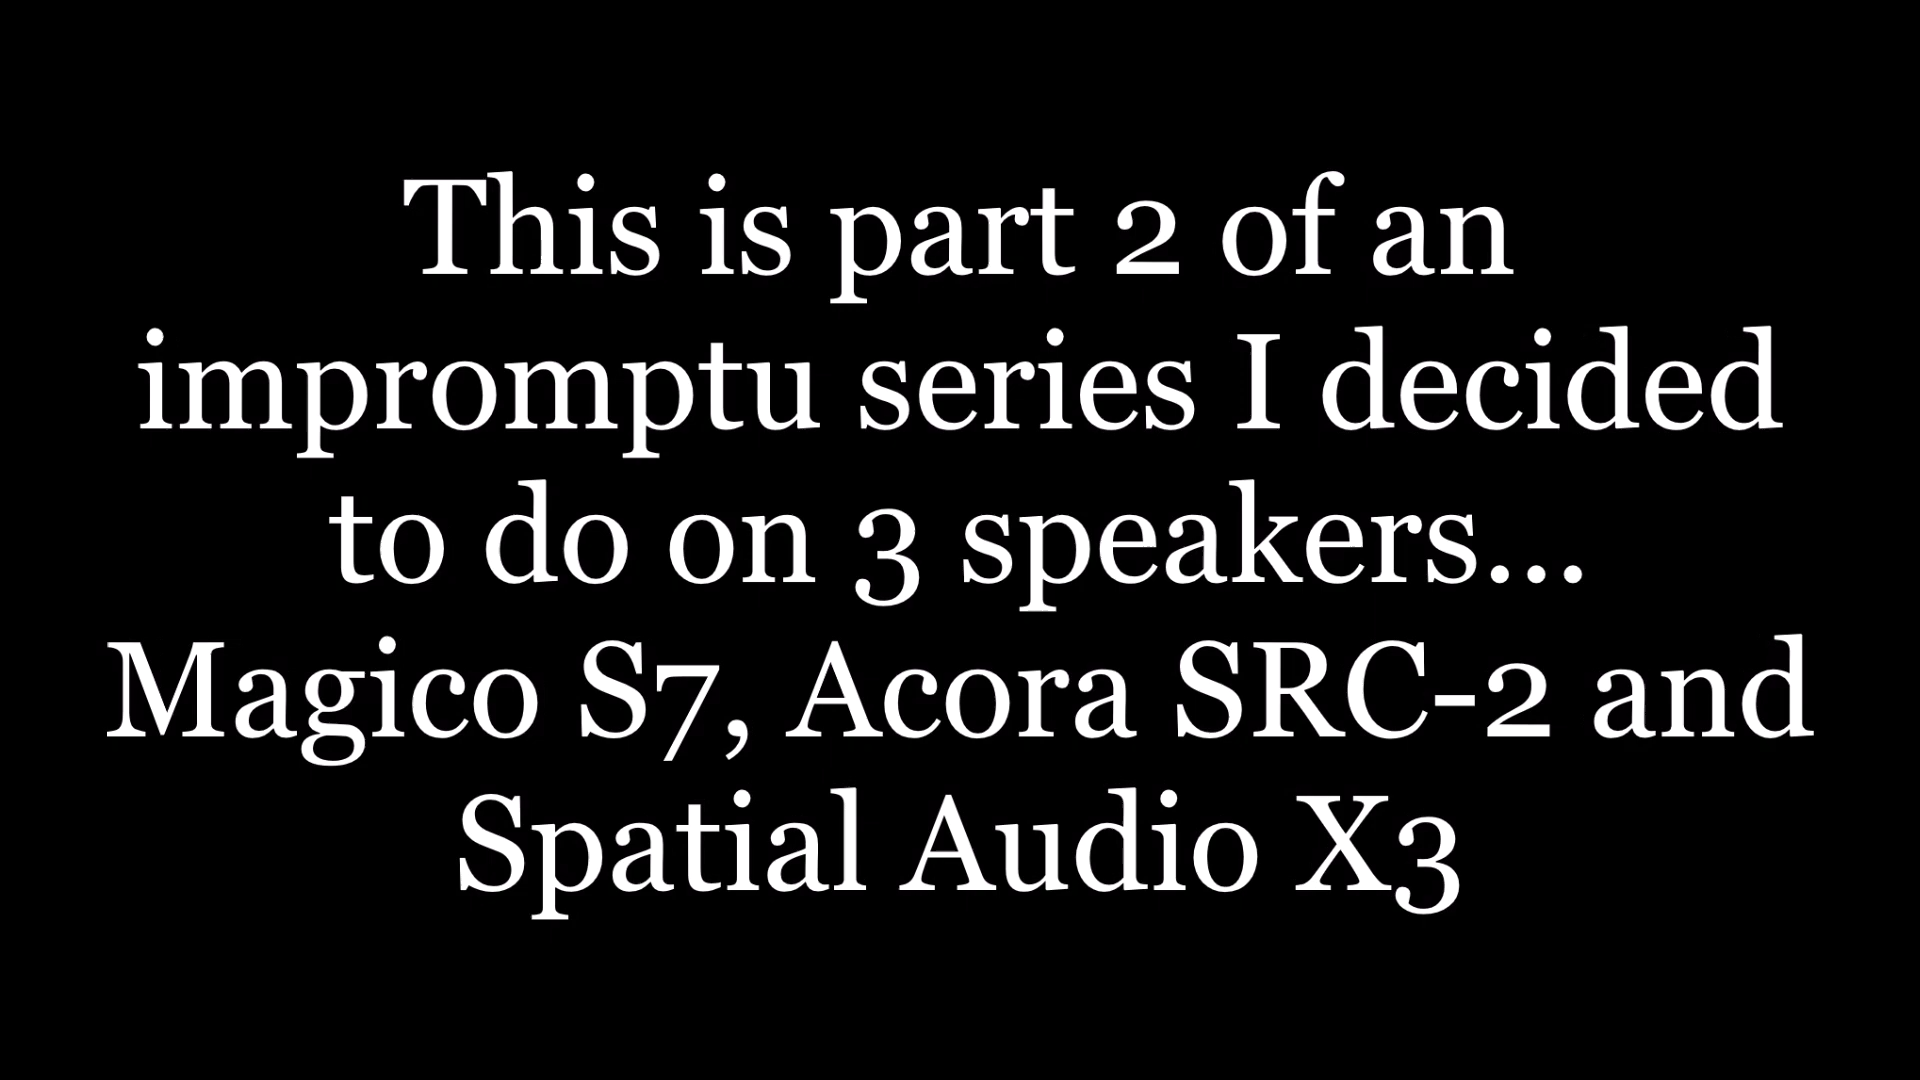 This is part 2 of an
impromptu series I decided
to do on 3 speakers...
Magico S7, Acora SRC-2 and
Spatial Audio X3